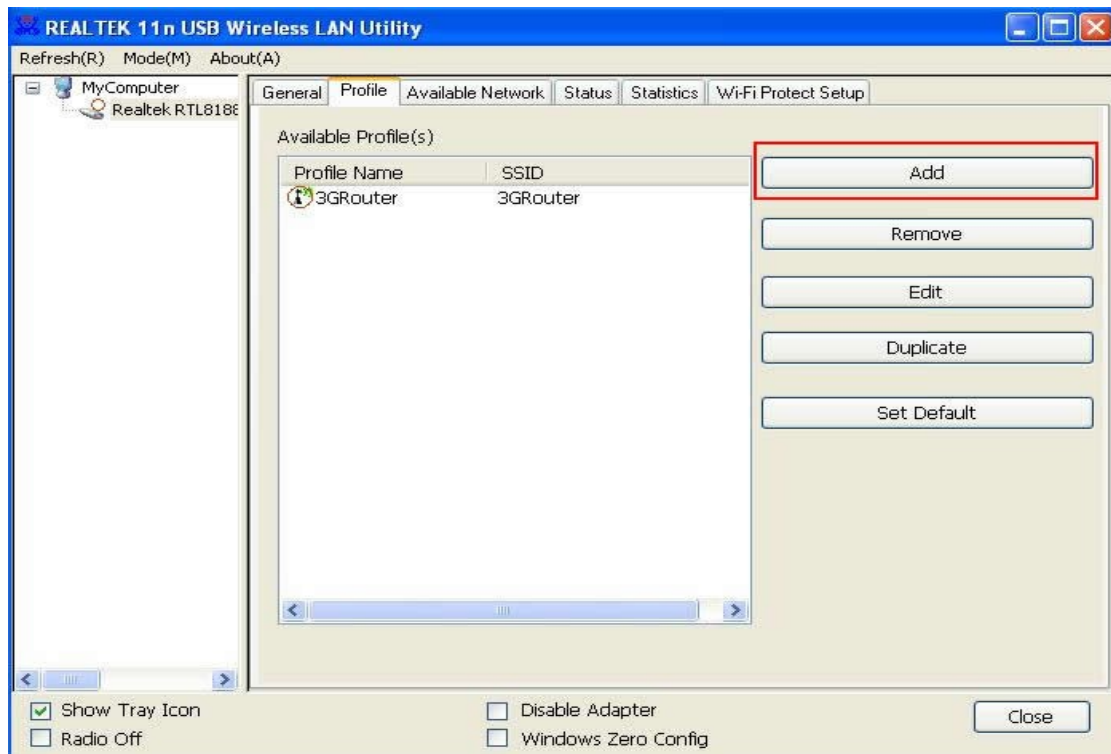 REALTEK 11n USB Wireless LAN Utility
Refresh(R) Mode(M) About(A)
MyComputer
Realtek RTL8188
General Profile Available Network Status Statistics Wi-Fi Protect Setup
Available Profile(s)
Profile Name SSID
3GRouter 3GRouter
Add
Remove
Edit
Duplicate
Set Default
Show Tray Icon
Radio Off
Disable Adapter
Windows Zero Config
Close